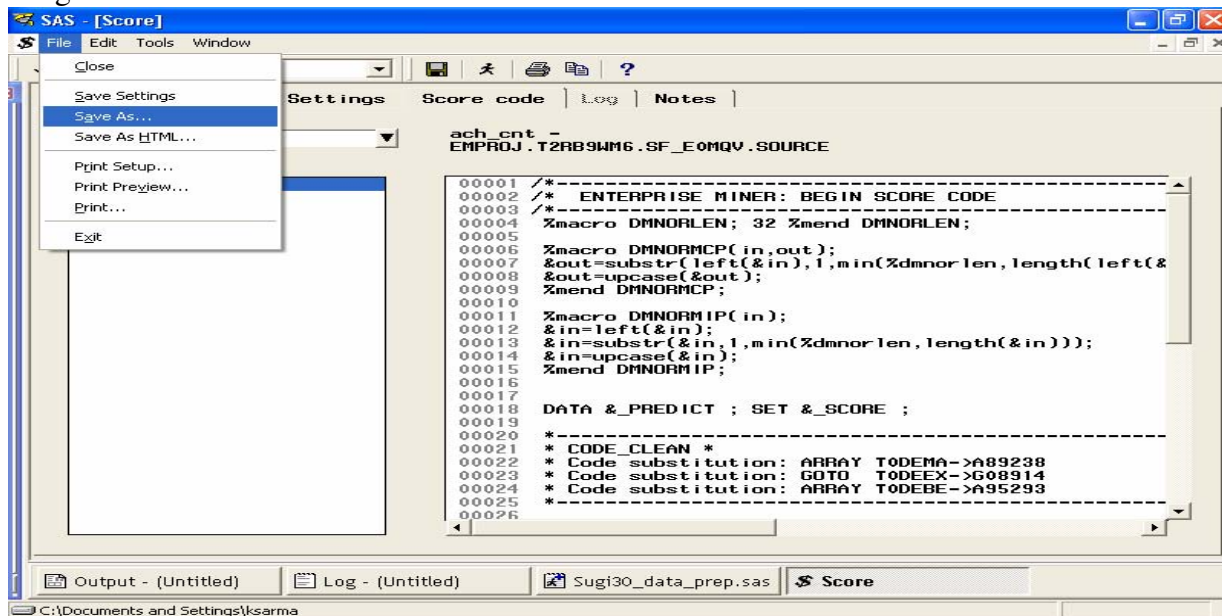 SAS - [Score]
File Edit Tools Window
Close
Save Settings
Save As...
Save As HTML...
Print Setup...
Print Preview...
Print...
Exit
Settings Score code Log Notes
ach_cnt -
EMPROJ.T2RB9WM6.SF_EOMQV.SOURCE
00001 /*------------------------------------------------------------
00002 /* ENTERPRISE MINER: BEGIN SCORE CODE
00003 /*------------------------------------------------------------
00004 %macro DMNORLEN; 32 %mend DMNORLEN;
00005
00006 %macro DMNORMCP(in,out);
00007 &out=substr(left(&in),1,min(%dmnorlen,length(left(&
00008 &out=upcase(&out);
00009 %mend DMNORMCP;
00010
00011 %macro DMNORMIP(in);
00012 &in=left(&in);
00013 &in=substr(&in,1,min(%dmnorlen,length(&in)));
00014 &in=upcase(&in);
00015 %mend DMNORMIP;
00016
00017
00018 DATA &_PREDICT ; SET &_SCORE ;
00019
00020 *------------------------------------------------------------
00021 * CODE_CLEAN *
00022 * Code substitution: ARRAY TODEMA->A89238
00023 * Code substitution: GOTO TODEEX->G08914
00024 * Code substitution: ARRAY TODEBE->A95293
00025 *------------------------------------------------------------
00026
Output - (Untitled) Log - (Untitled) Sugi30_data_prep.sas Score
C:\Documents and Settings\ksarma